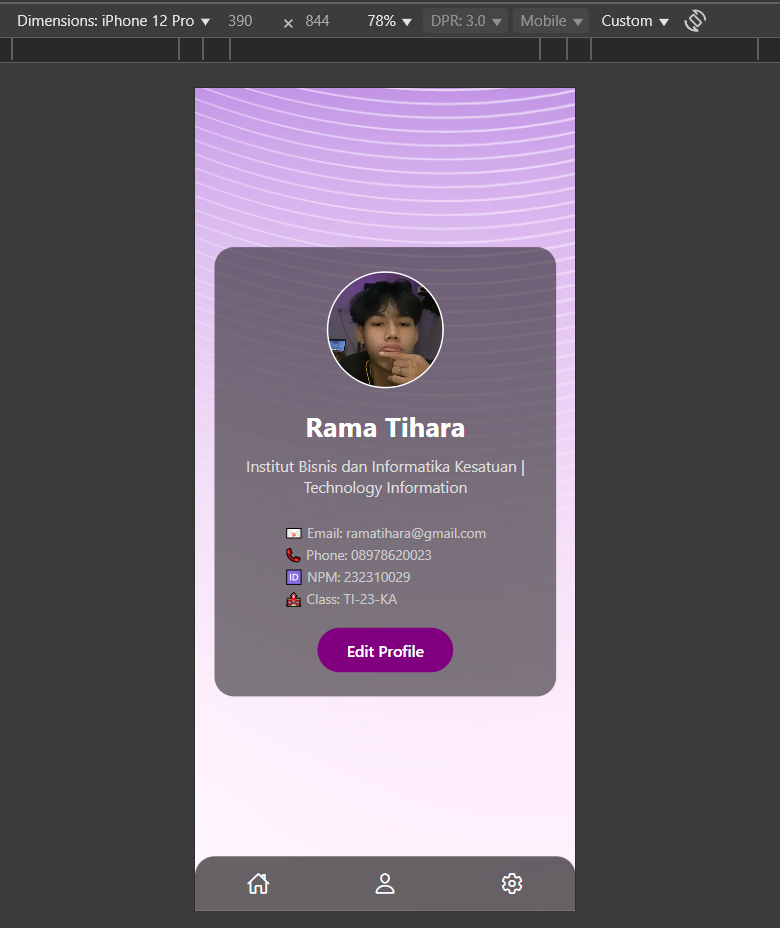 Dimensions: iPhone 12 Pro 390 × 844 78% DPR: 3.0 Mobile Custom
Rama Tihara
Institut Bisnis dan Informatika Kesatuan |
Technology Information
Email: ramatihara@gmail.com
Phone: 08978620023
🆔 NPM: 232310029
Class: TI-23-KA
Edit Profile